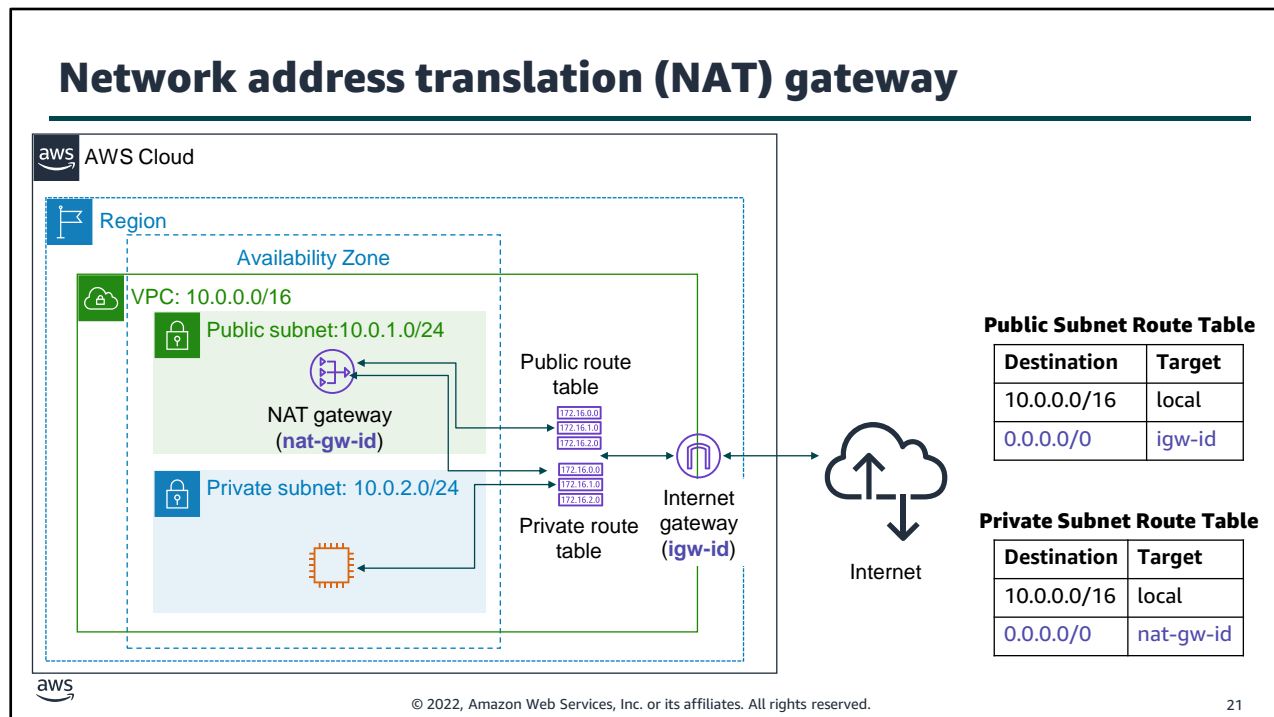 Network address translation (NAT) gateway
aws
AWS Cloud
Region
Availability Zone
VPC: 10.0.0.0/16
Public subnet:10.0.1.0/24
NAT gateway
(nat-gw-id)
Private subnet: 10.0.2.0/24
Public route
table
172.16.0.0
172.16.1.0
172.16.2.0
172.16.0.0
172.16.1.0
172.16.2.0
Private route
table
Internet
gateway
(igw-id)
Internet
Public Subnet Route Table
Destination Target
10.0.0.0/16 local
0.0.0.0/0 igw-id
Private Subnet Route Table
Destination Target
10.0.0.0/16 local
0.0.0.0/0 nat-gw-id
aws
© 2022, Amazon Web Services, Inc. or its affiliates. All rights reserved.
21